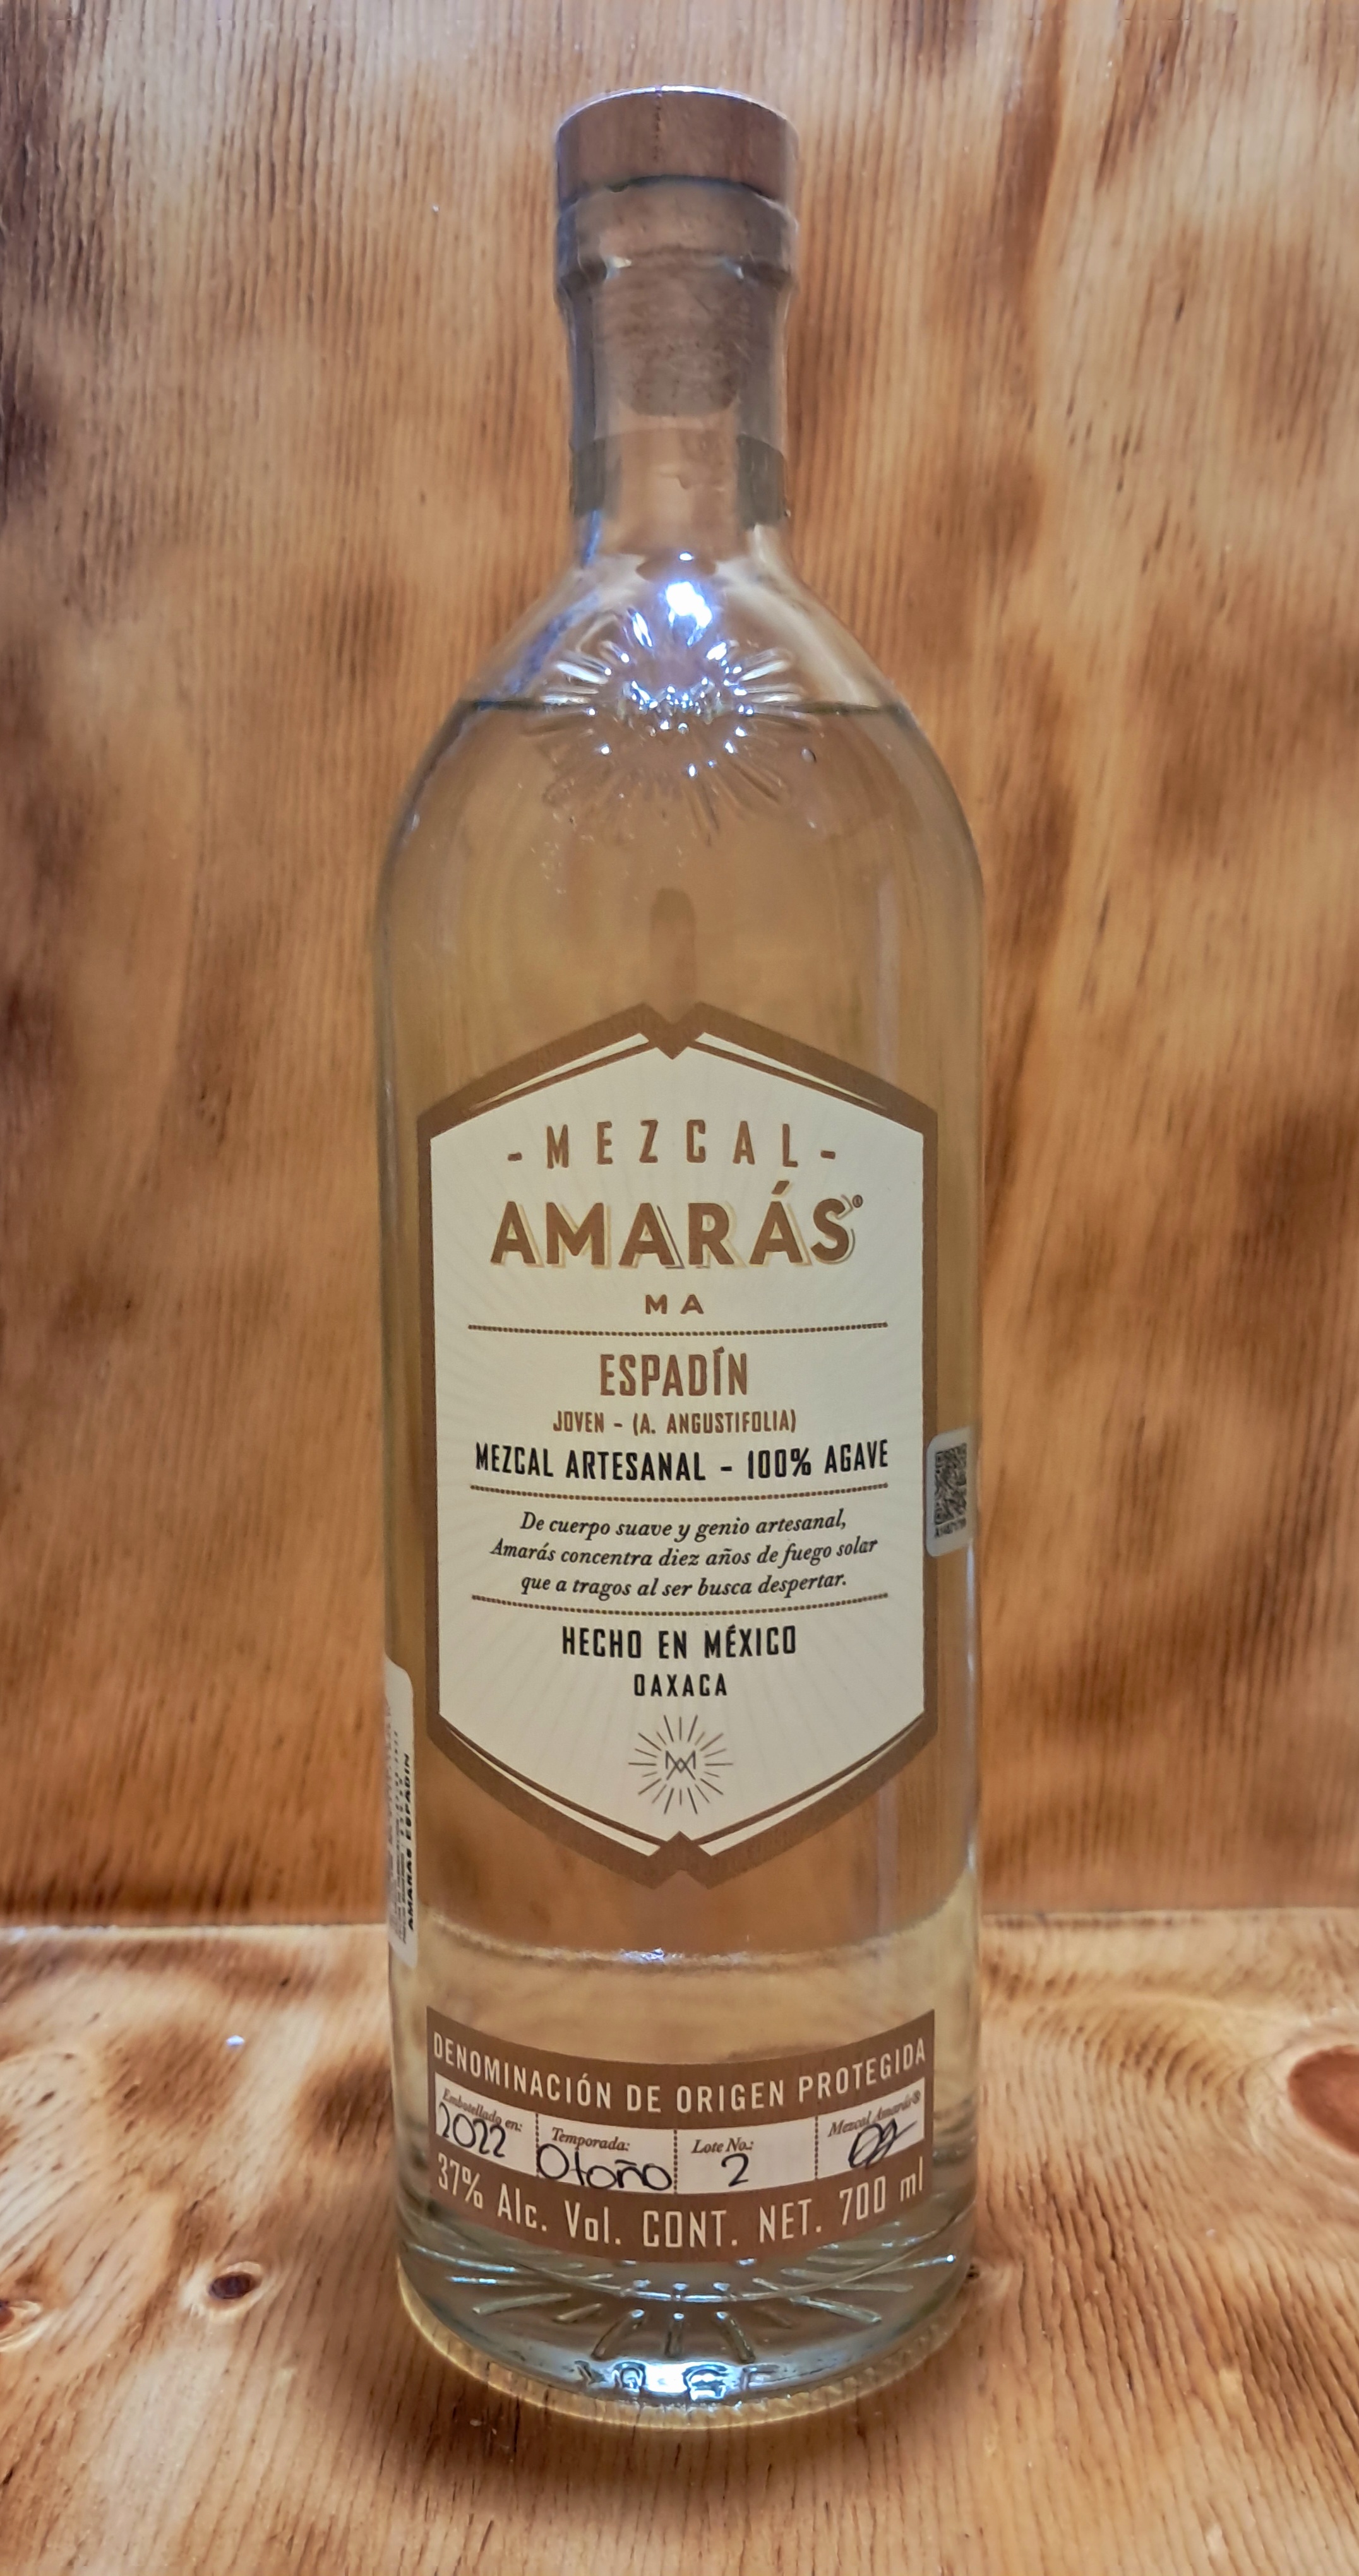 - MEZCAL -
AMARÁS®
MA
ESPADÍN
JOVEN - (A. ANGUSTIFOLIA)
MEZCAL ARTESANAL - 100% AGAVE
De cuerpo suave y genio artesanal,
Amarás concentra diez años de fuego solar
que a tragos al ser busca despertar.
HECHO EN MÉXICO
OAXACA
AMARÁS ESPADÍN
DENOMINACIÓN DE ORIGEN PROTEGIDA
Embotellado en: 2022
Temporada: Otoño
Lote No.: 2
Mezcal Amarás®
37% Alc. Vol. CONT. NET. 700 ml